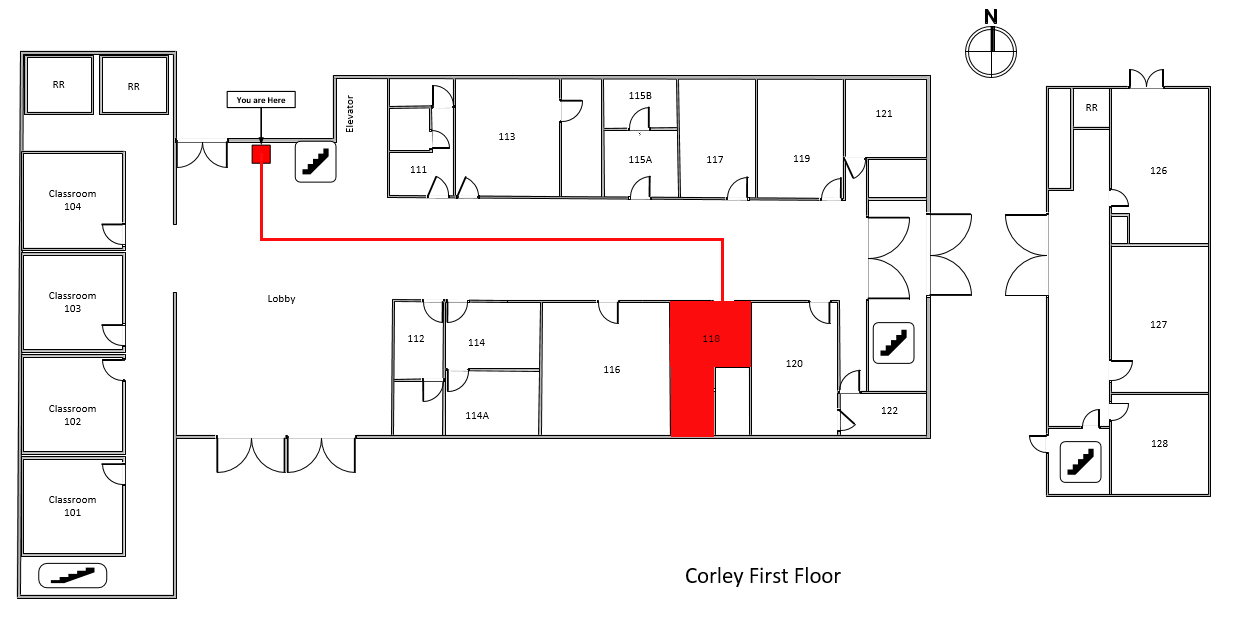 N
RR
RR
You are Here
Elevator
115B
121
RR
113
115A
117
119
111
126
Classroom
104
Classroom
103
Lobby
112
114
118
116
120
127
Classroom
102
114A
122
128
Classroom
101
Corley First Floor